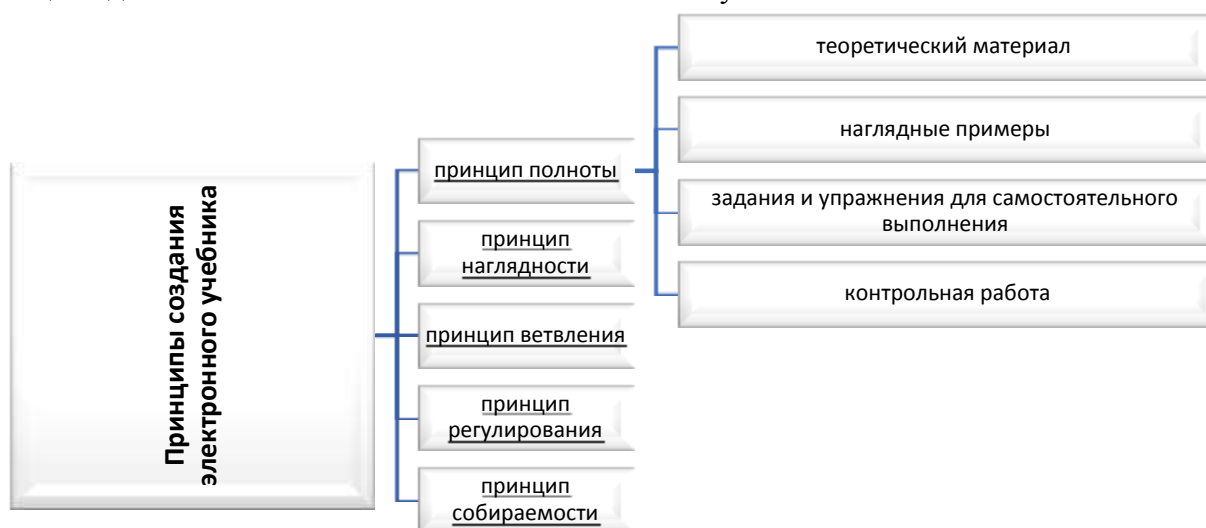 Принципы создания
электронного учебника
принцип полноты
принцип
наглядности
принцип ветвления
принцип
регулирования
принцип
собираемости
теоретический материал
наглядные примеры
задания и упражнения для самостоятельного
выполнения
контрольная работа